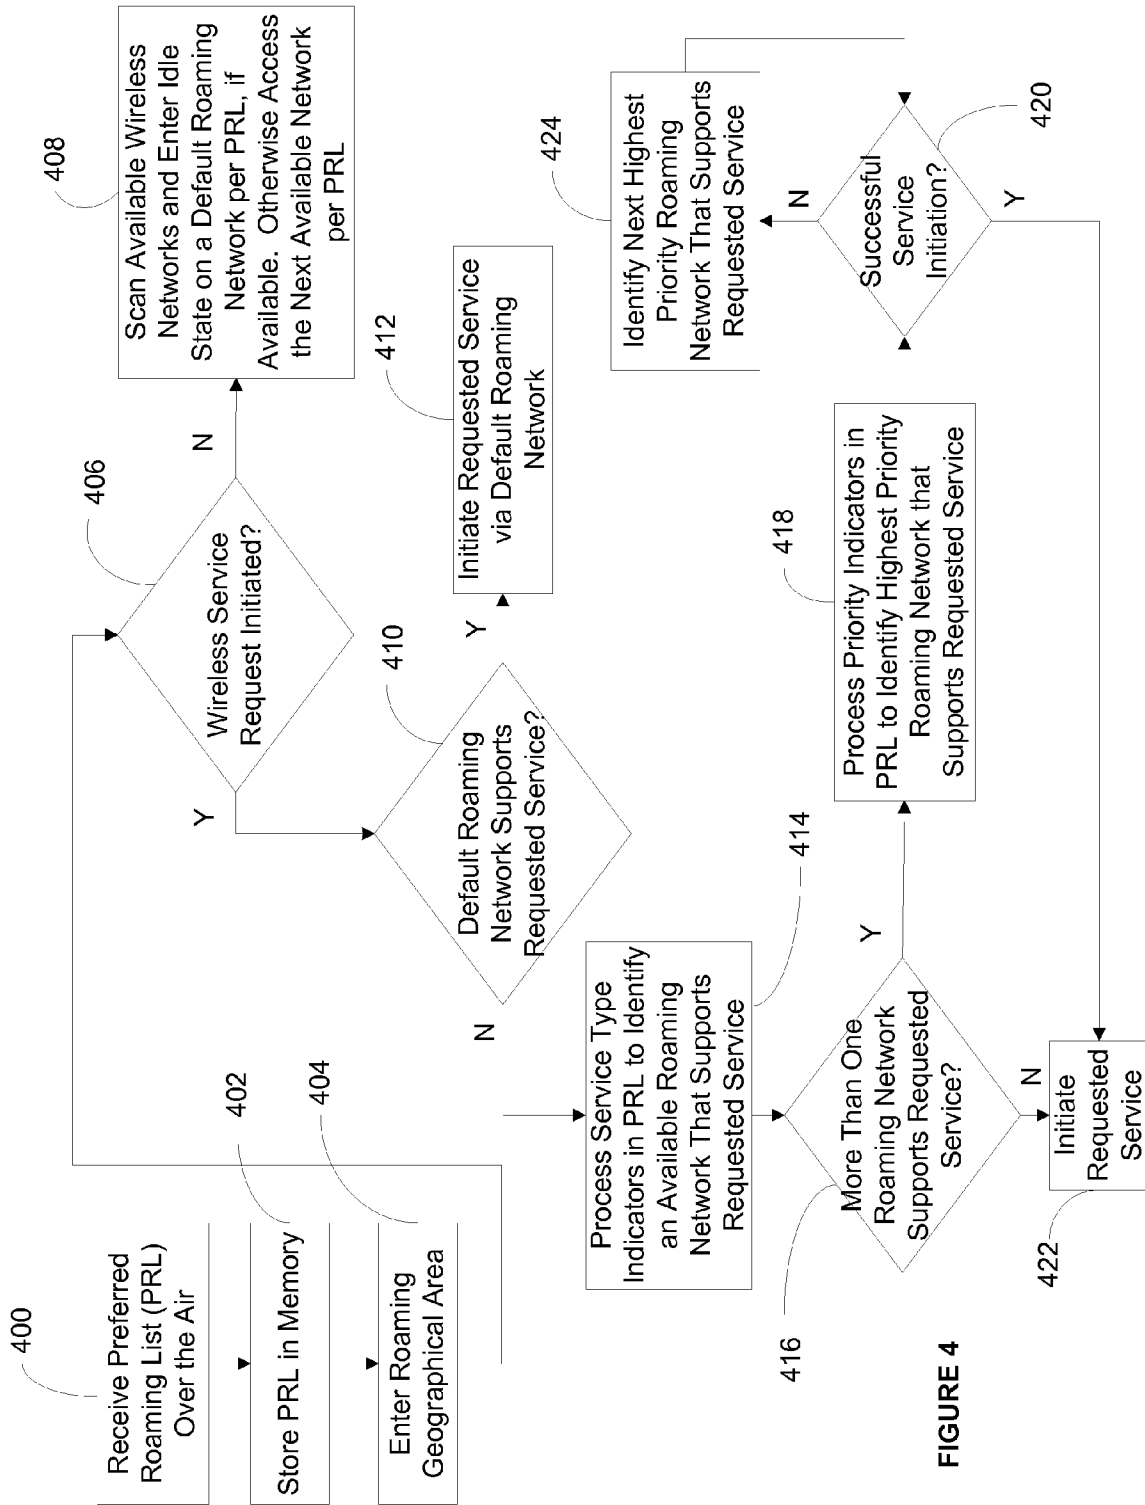 400
Receive Preferred
Roaming List (PRL)
Over the Air
402
Store PRL in Memory
404
Enter Roaming
Geographical Area
406
Wireless Service
Request Initiated?
N
Y
408
Scan Available Wireless
Networks and Enter Idle
State on a Default Roaming
Network per PRL, if
Available. Otherwise Access
the Next Available Network
per PRL
410
Default Roaming
Network Supports
Requested Service?
Y
N
412
Initiate Requested Service
via Default Roaming
Network
Process Service Type
Indicators in PRL to Identify
an Available Roaming
Network That Supports
Requested Service
414
More Than One
Roaming Network
Supports Requested
Service?
416
Y
N
418
Process Priority Indicators in
PRL to Identify Highest Priority
Roaming Network that
Supports Requested Service
Successful
Service
Initiation?
420
N
Y
424
Identify Next Highest
Priority Roaming
Network That Supports
Requested Service
Initiate
Requested
Service
422
FIGURE 4